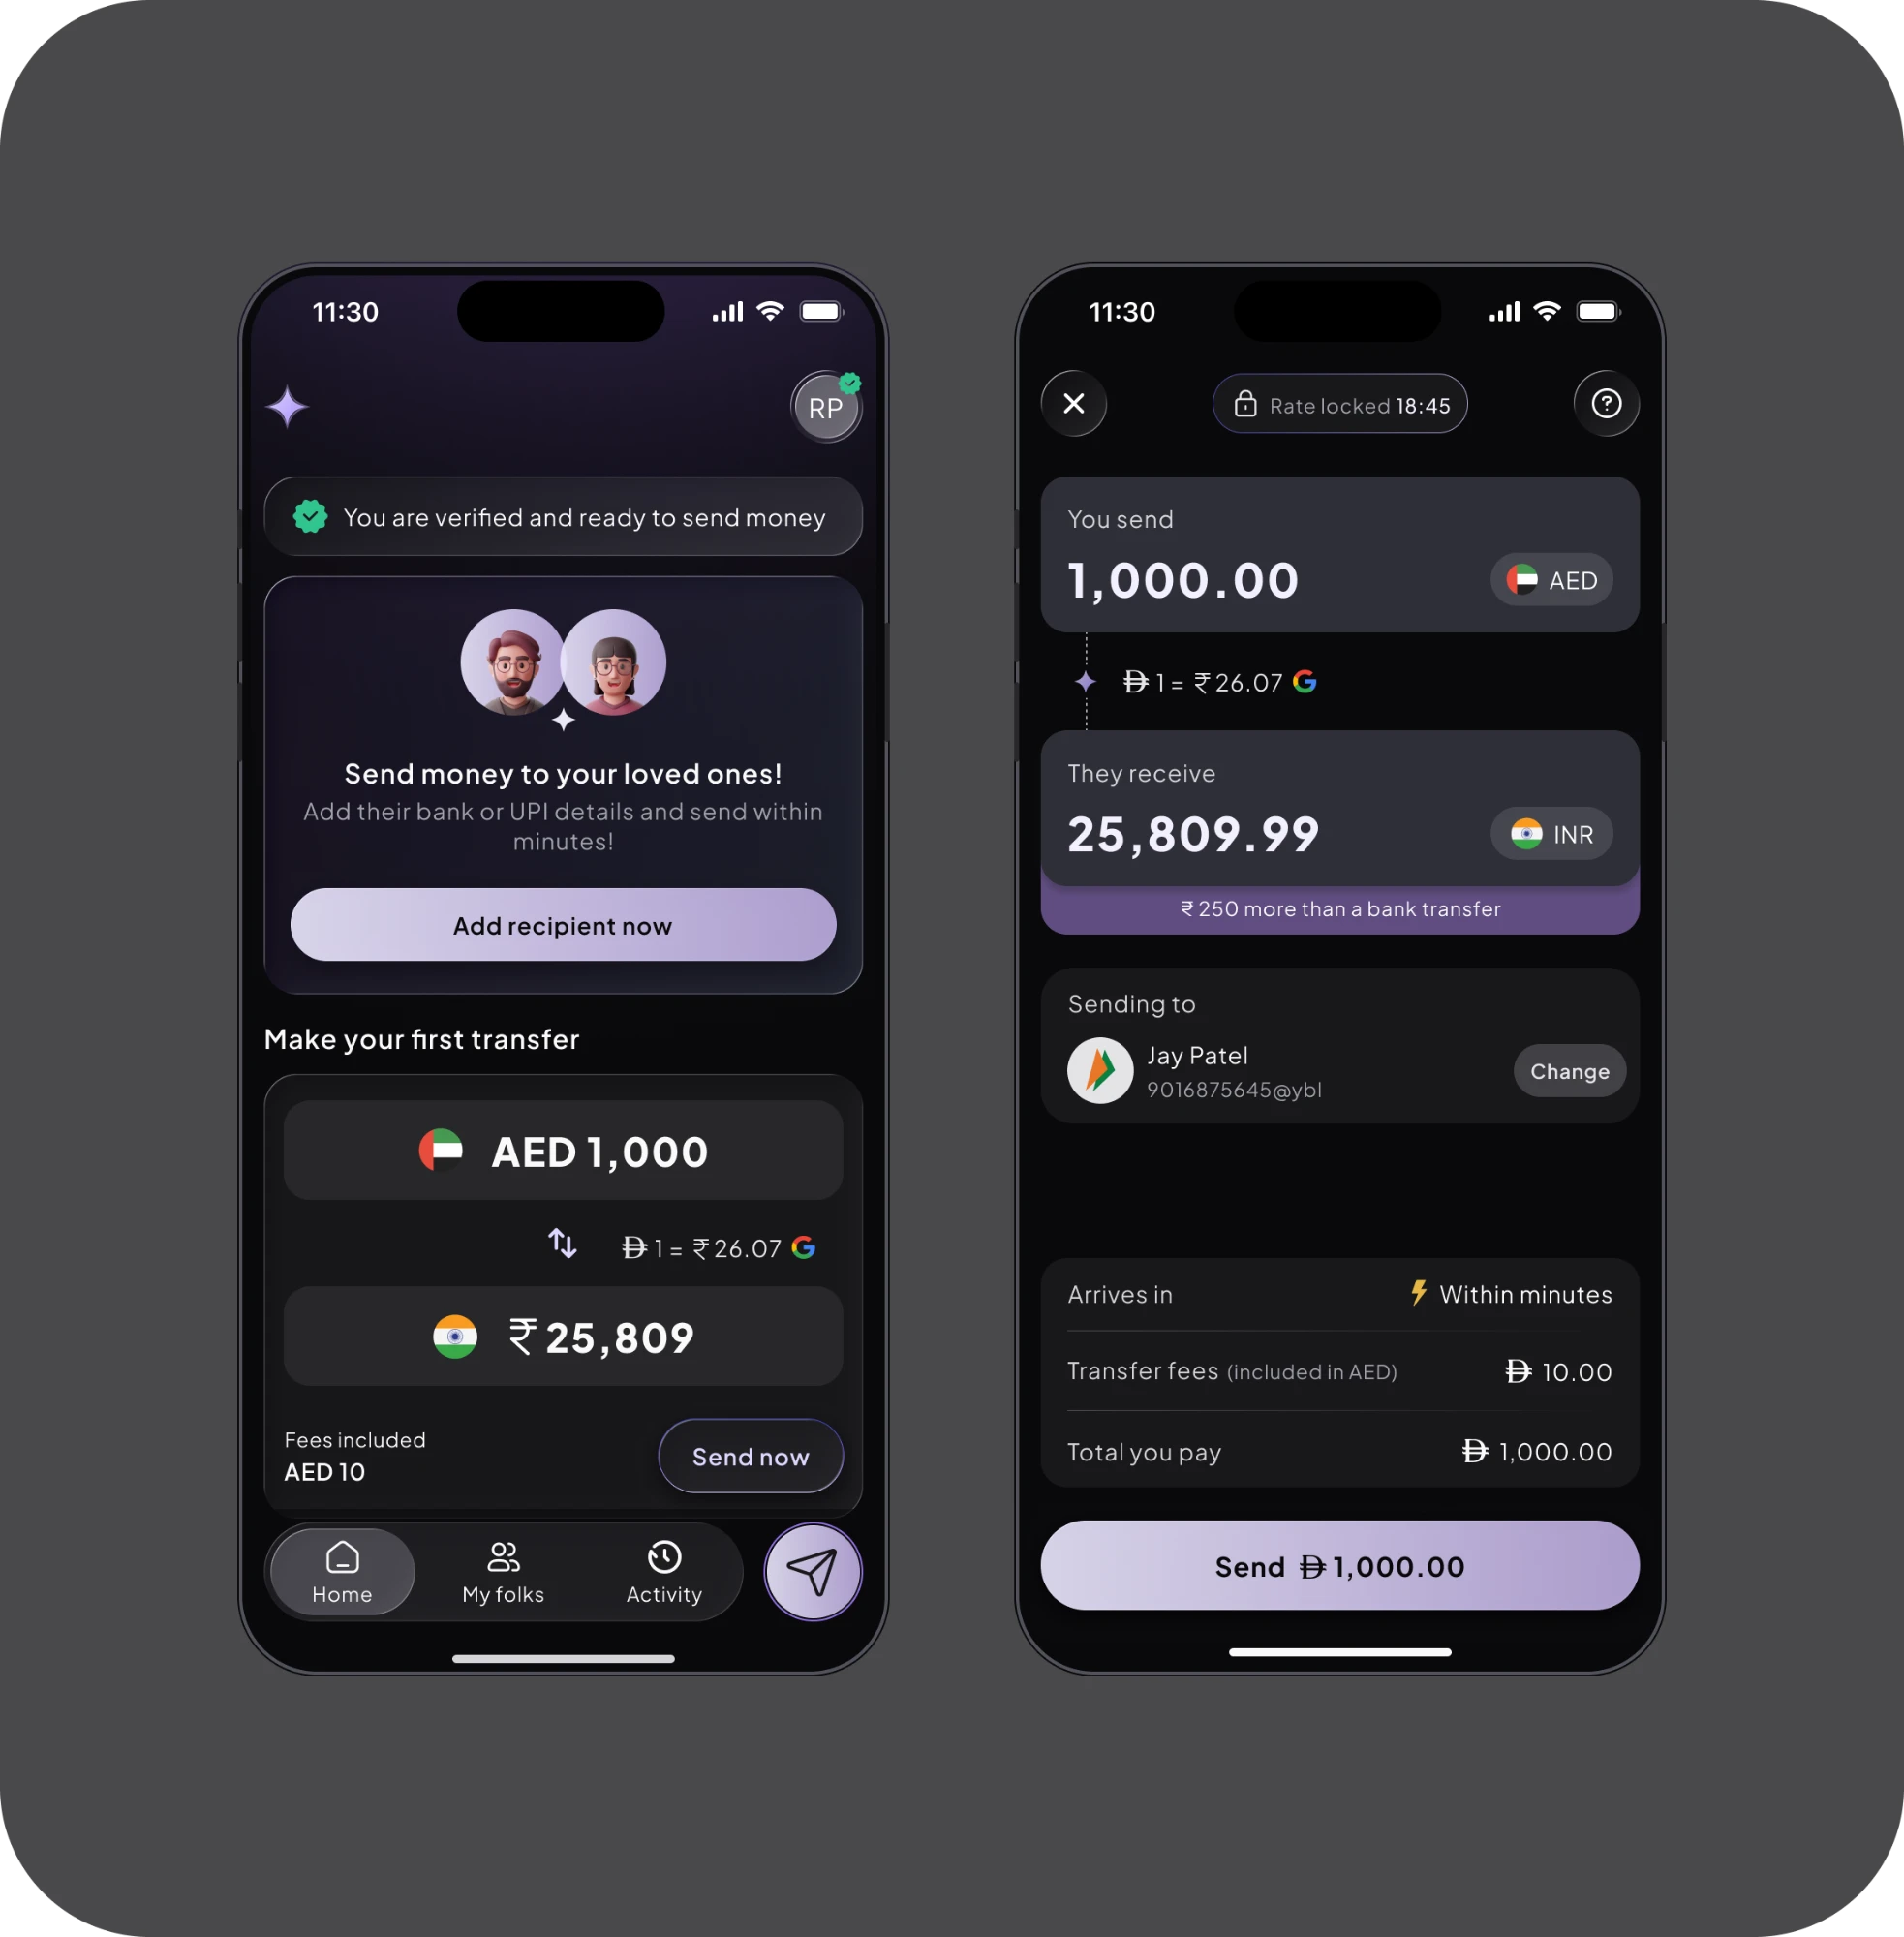 11:30
RP
You are verified and ready to send money
Send money to your loved ones!
Add their bank or UPI details and send within
minutes!
Add recipient now
Make your first transfer
AED 1,000
1 = ₹ 26.07 G
₹ 25,809
Fees included
AED 10
Send now
Home
My folks
Activity
11:30
Rate locked 18:45
?
You send
1,000.00
AED
1 = ₹ 26.07 G
They receive
25,809.99
INR
₹ 250 more than a bank transfer
Sending to
Jay Patel
9016875645@ybl
Change
Arrives in
Within minutes
Transfer fees (included in AED)
10.00
Total you pay
1,000.00
Send 1,000.00